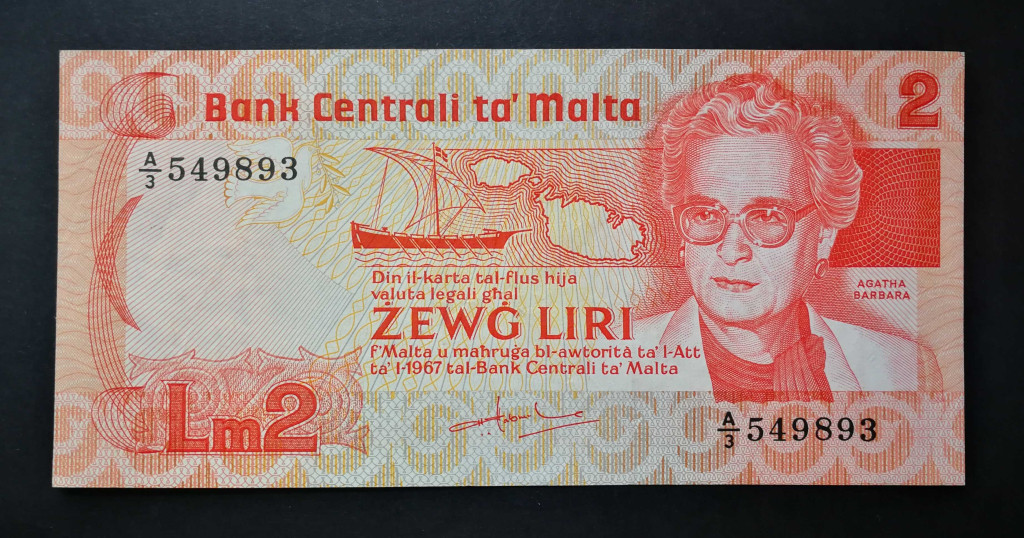 Bank Centrali ta' Malta
2
A/3 549893
Din il-karta tal-flus hija
valuta legali għal
ŻEWĠ LIRI
f'Malta u maħruġa bl-awtorità ta' l-Att
ta' l-1967 tal-Bank Centrali ta' Malta
AGATHA
BARBARA
Lm2
A/3 549893